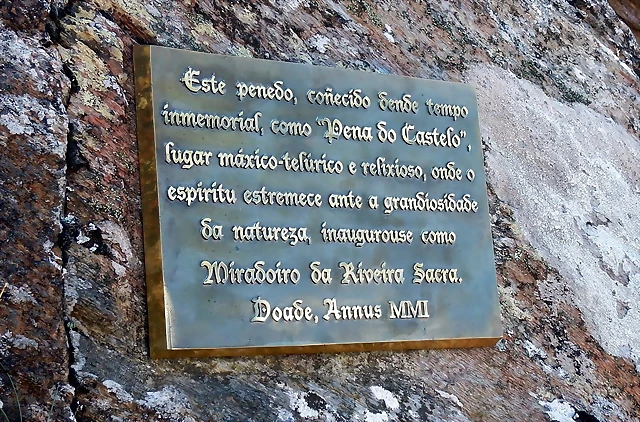 Este penedo, coñecido dende tempo
inmemorial, como "Pena do Castelo",
lugar máxico-telúrico e relixioso, onde o
espiritu estremece ante a grandiosidade
da natureza, inaugurouse como
Miradoiro da Riveira Sacra.
Doade, Annus MMI